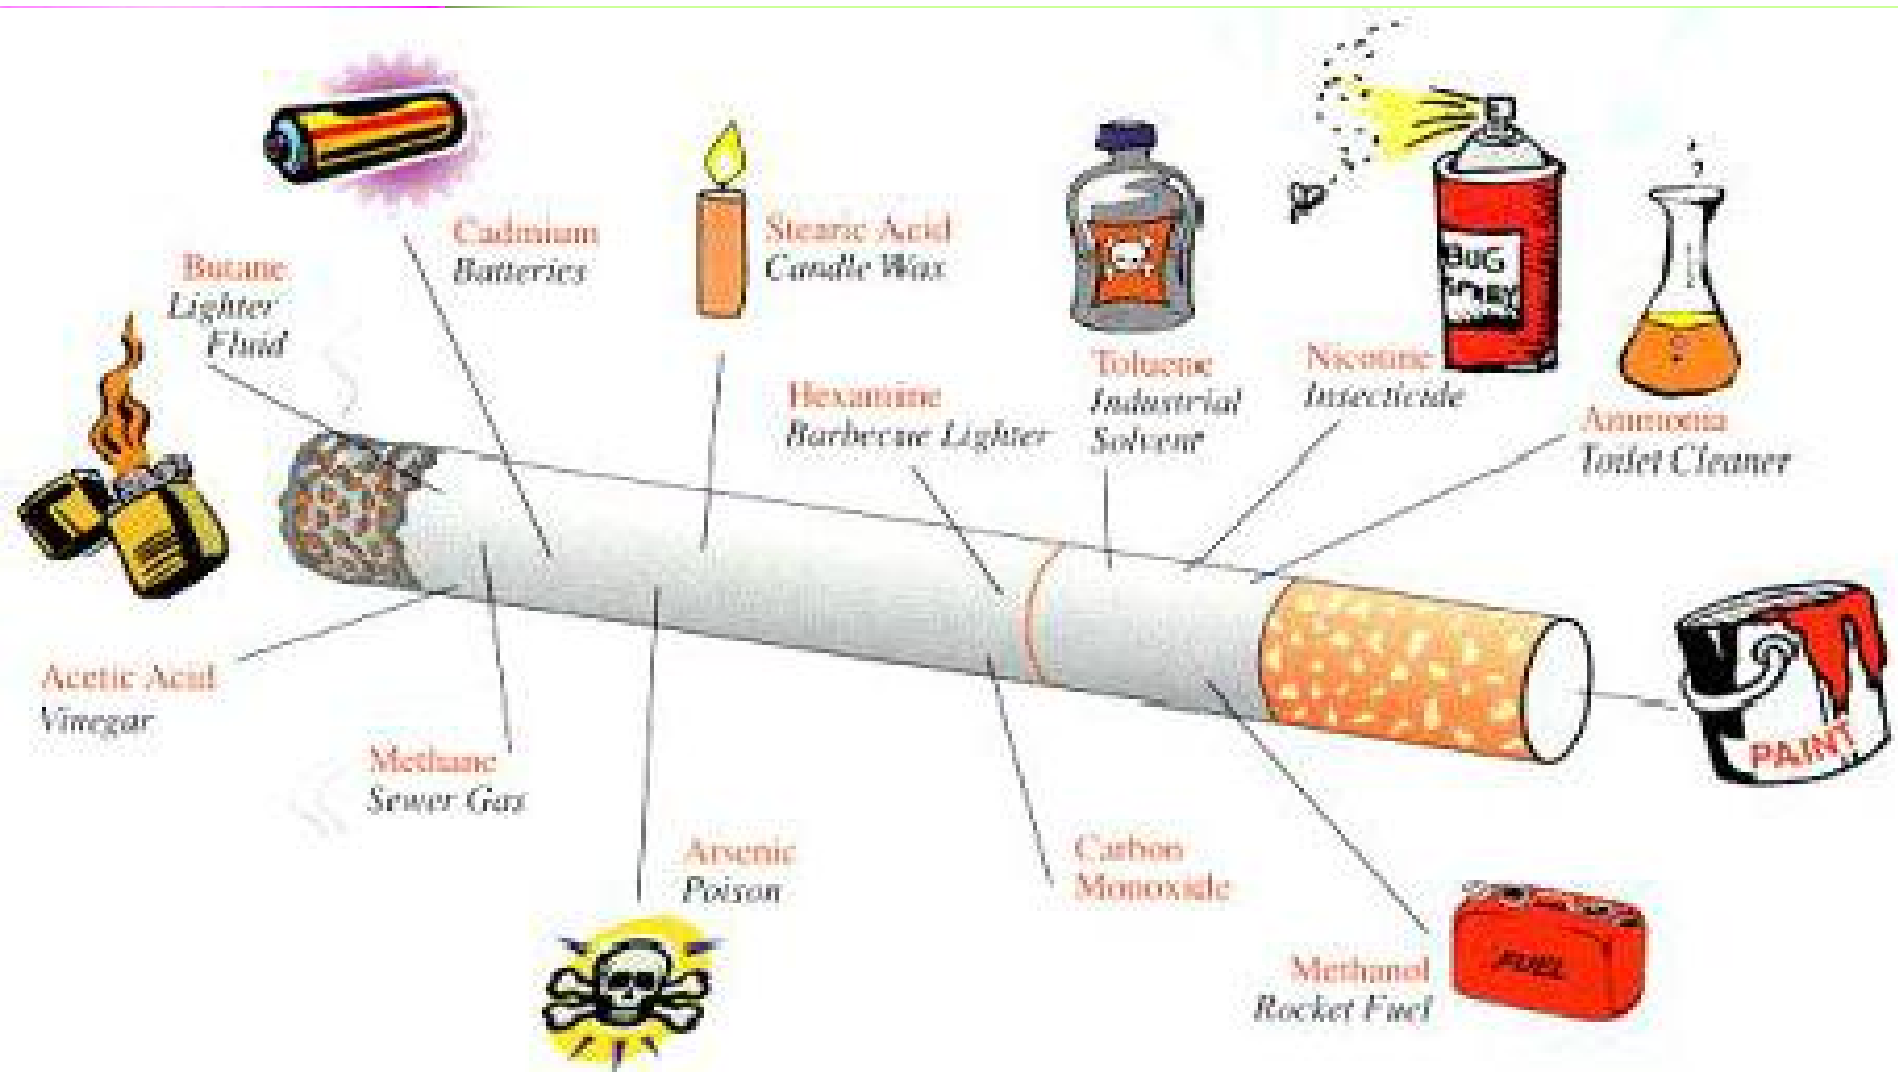 Cadmium
Batteries
Stearic Acid
Candle Wax
Butane
Lighter
Fluid
BUG
SPRAY
Hexamine
Barbecue Lighter
Toluene
Industrial
Solvent
Nicotine
Insecticide
Ammonia
Toilet Cleaner
Acetic Acid
Vinegar
Methane
Sewer Gas
Arsenic
Poison
Carbon
Monoxide
PAINT
Methanol
Rocket Fuel
FUEL